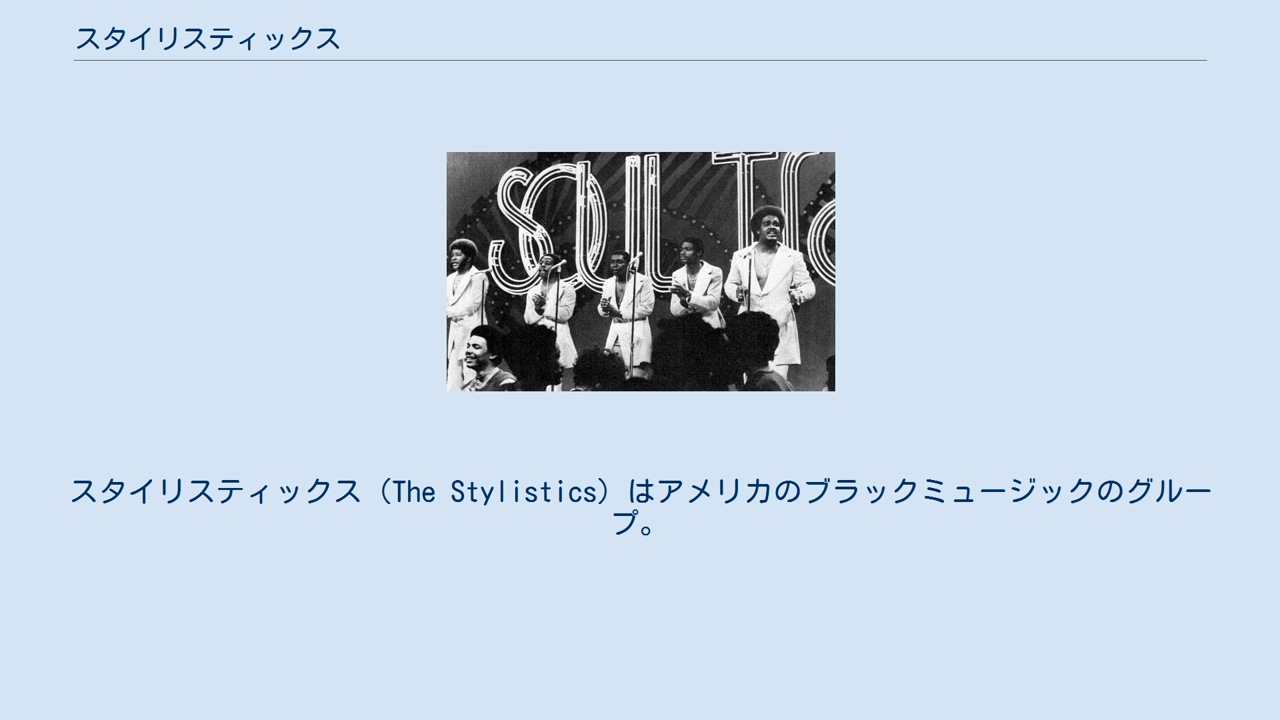 スタイリスティックス
SOUL T
スタイリスティックス（The Stylistics）はアメリカのブラックミュージックのグルー
プ。